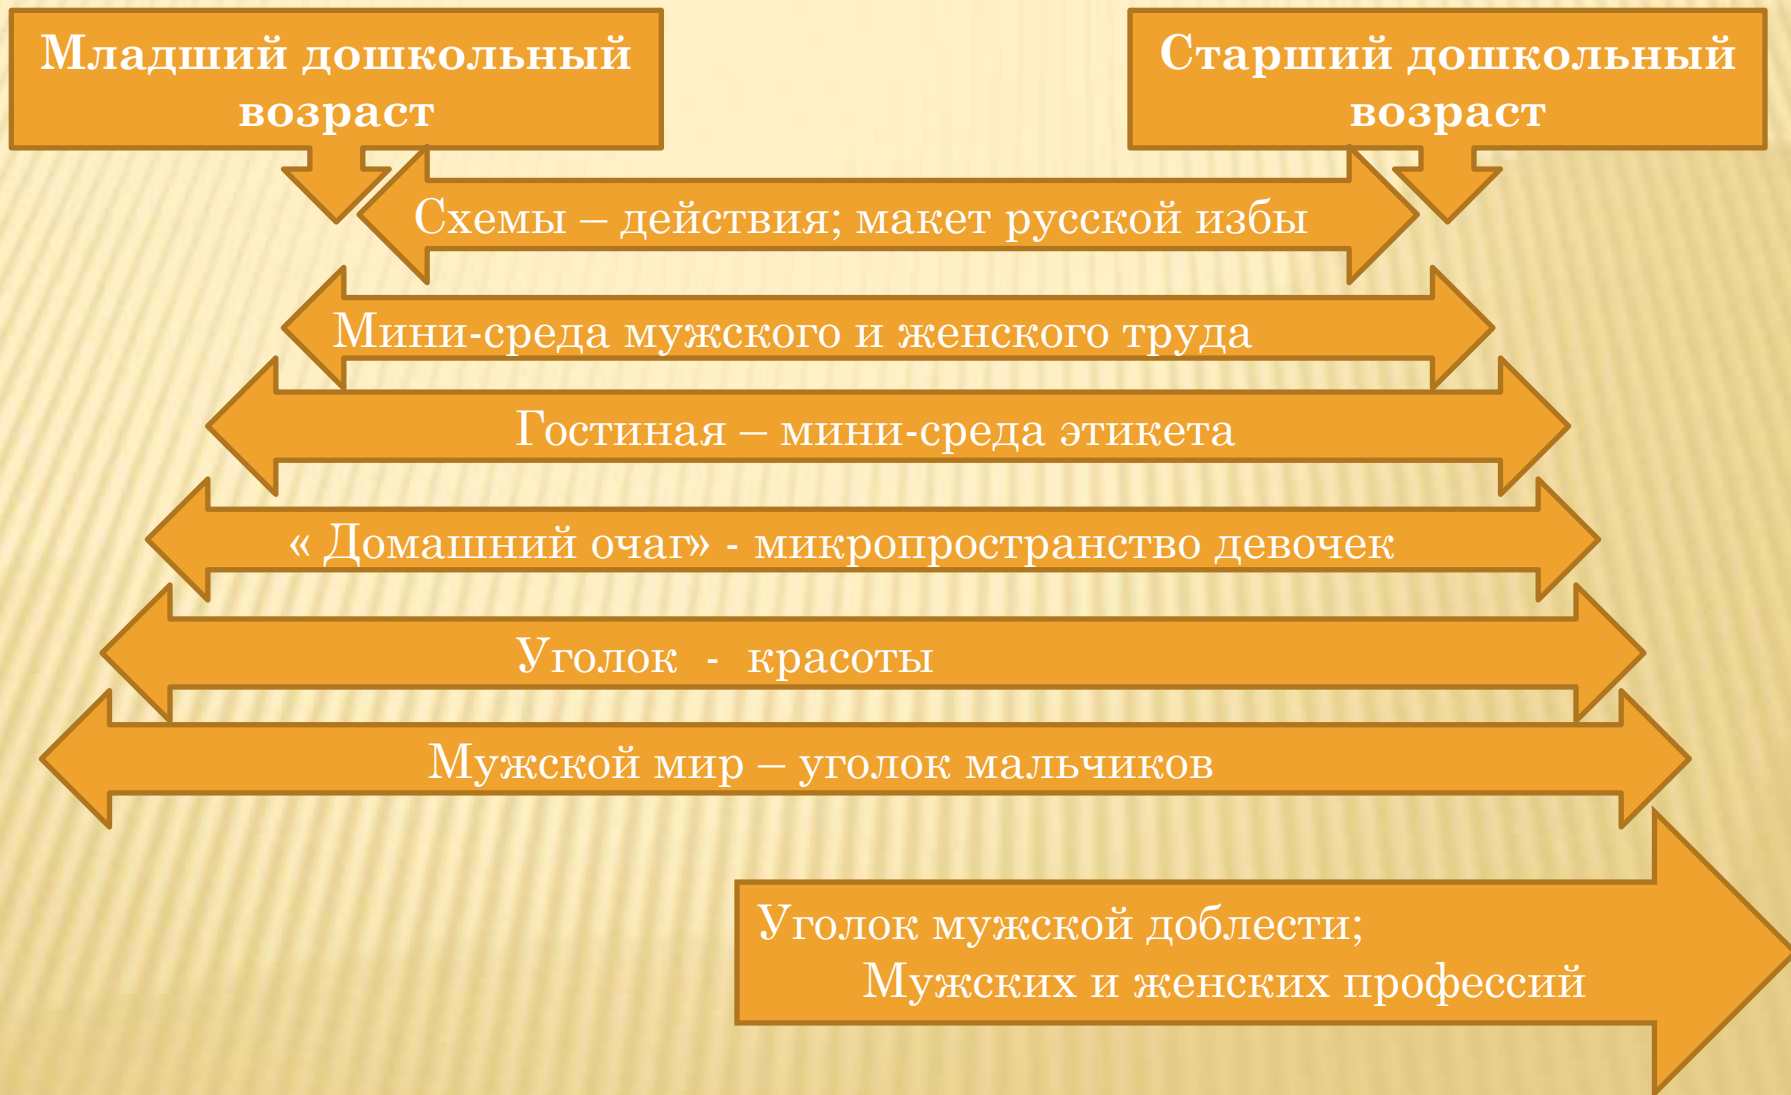 Младший дошкольный
возраст
Старший дошкольный
возраст
Схемы – действия; макет русской избы
Мини-среда мужского и женского труда
Гостиная – мини-среда этикета
« Домашний очаг» - микропространство девочек
Уголок - красоты
Мужской мир – уголок мальчиков
Уголок мужской доблести;
Мужских и женских профессий